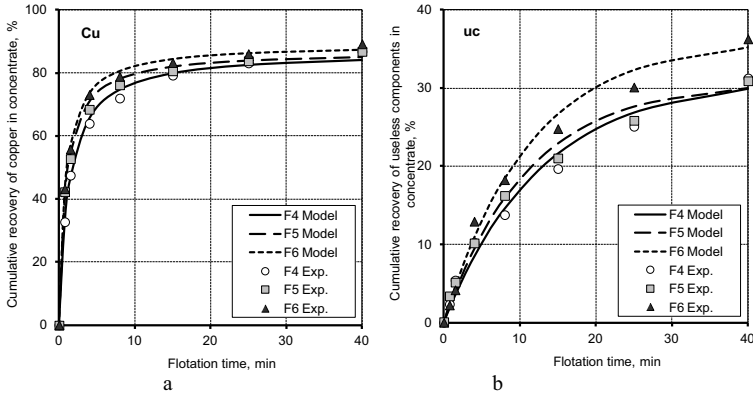 Cu
Cumulative recovery of copper in concentrate, %
100
80
60
40
20
0
F4 Model
F5 Model
F6 Model
F4 Exp.
F5 Exp.
F6 Exp.
0
10
20
30
40
Flotation time, min
a
uc
Cumulative recovery of useless components in
concentrate, %
40
30
20
10
0
F4 Model
F5 Model
F6 Model
F4 Exp.
F5 Exp.
F6 Exp.
0
10
20
30
40
Flotation time, min
b